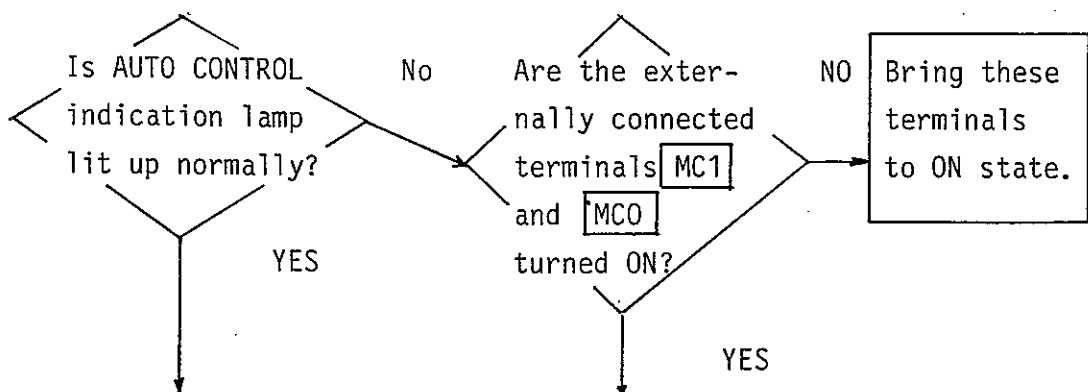 Is AUTO CONTROL
indication lamp
lit up normally?
No
YES
Are the exter-
nally connected
terminals MC1
and MC0
turned ON?
NO
YES
Bring these
terminals
to ON state.